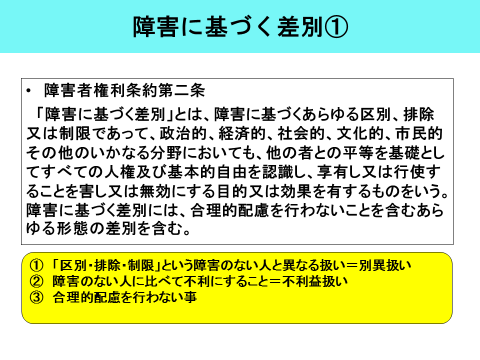 障害に基づく差別①
・ 障害者権利条約第二条
「障害に基づく差別」とは、障害に基づくあらゆる区別、排除
又は制限であって、政治的、経済的、社会的、文化的、市民的
その他のいかなる分野においても、他の者との平等を基礎とし
てすべての人権及び基本的自由を認識し、享有し又は行使す
ることを害し又は無効にする目的又は効果を有するものをいう。
障害に基づく差別には、合理的配慮を行わないことを含むあら
ゆる形態の差別を含む。
① 「区別・排除・制限」という障害のない人と異なる扱い＝別異扱い
② 障害のない人に比べて不利にすること＝不利益扱い
③ 合理的配慮を行わない事